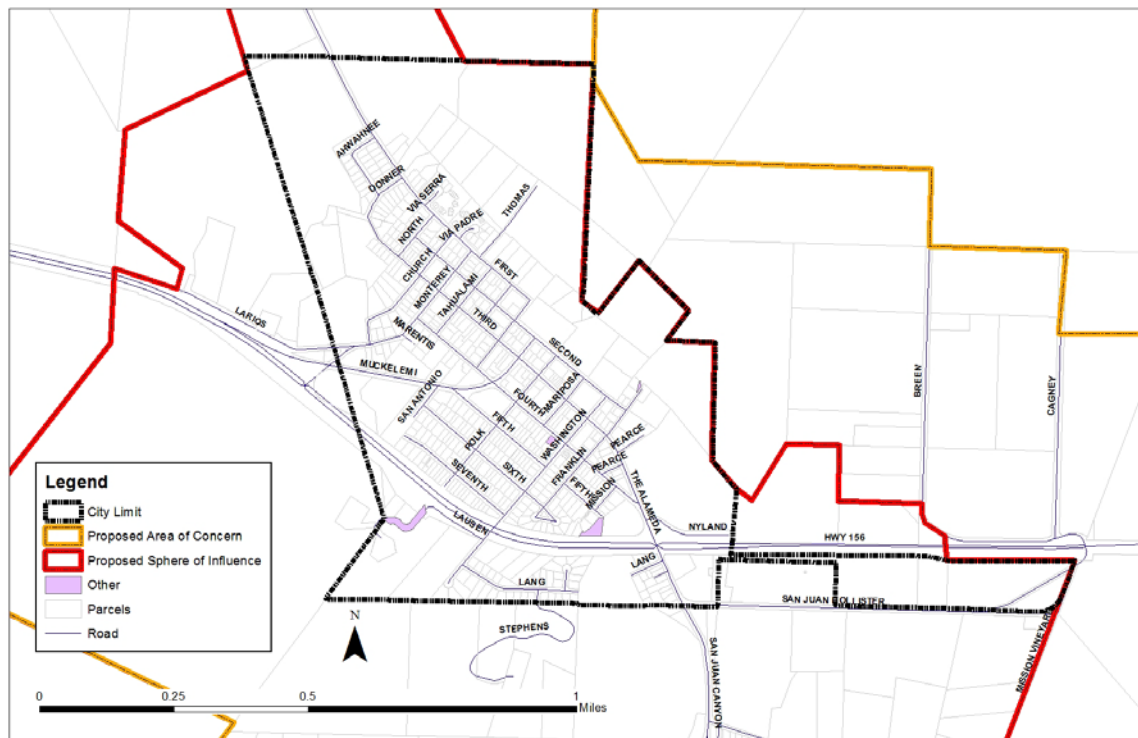 AHWAHNEE
DONNER
VIA SERRA
THOMAS
NORTH
VIA PADRE
CHURCH
FIRST
MONTEREY
TAHUALAMI
THIRD
LARIOS
MARENTIS
SECOND
MUCKELEMI
SAN ANTONIO
FOURTH
MARIPOSA
BREEN
CAGNEY
FIFTH
WASHINGTON
POLK
PEARCE
SIXTH
FRANKLIN
PEARCE
SEVENTH
FIFTH
MISSION
THE ALAMEDA
LAUSEN
NYLAND
HWY 156
LANG
LANG
SAN JUAN HOLLISTER
STEPHENS
SAN JUAN CANYON
MISSION VINEYARD
Legend
City Limit
Proposed Area of Concern
Proposed Sphere of Influence
Other
Parcels
Road
N
0 0.25 0.5 1
Miles